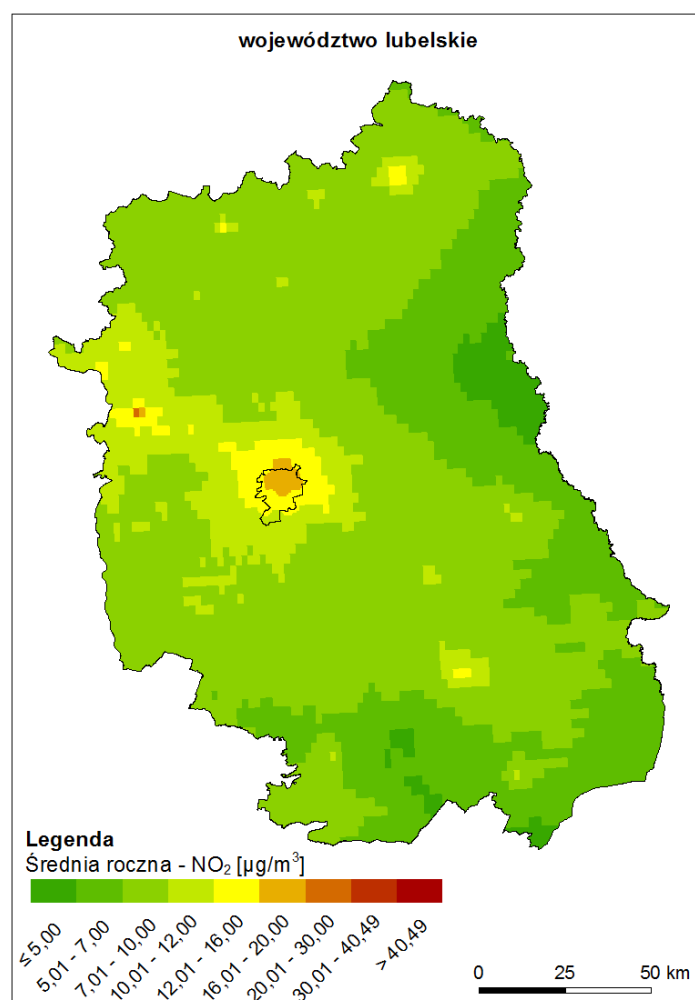 województwo lubelskie
Legenda
Średnia roczna - NO₂ [µg/m³]
≤ 5,00
5,01 - 7,00
7,01 - 10,00
10,01 - 12,00
12,01 - 16,00
16,01 - 20,00
20,01 - 30,00
30,01 - 40,49
> 40,49
0 25 50 km